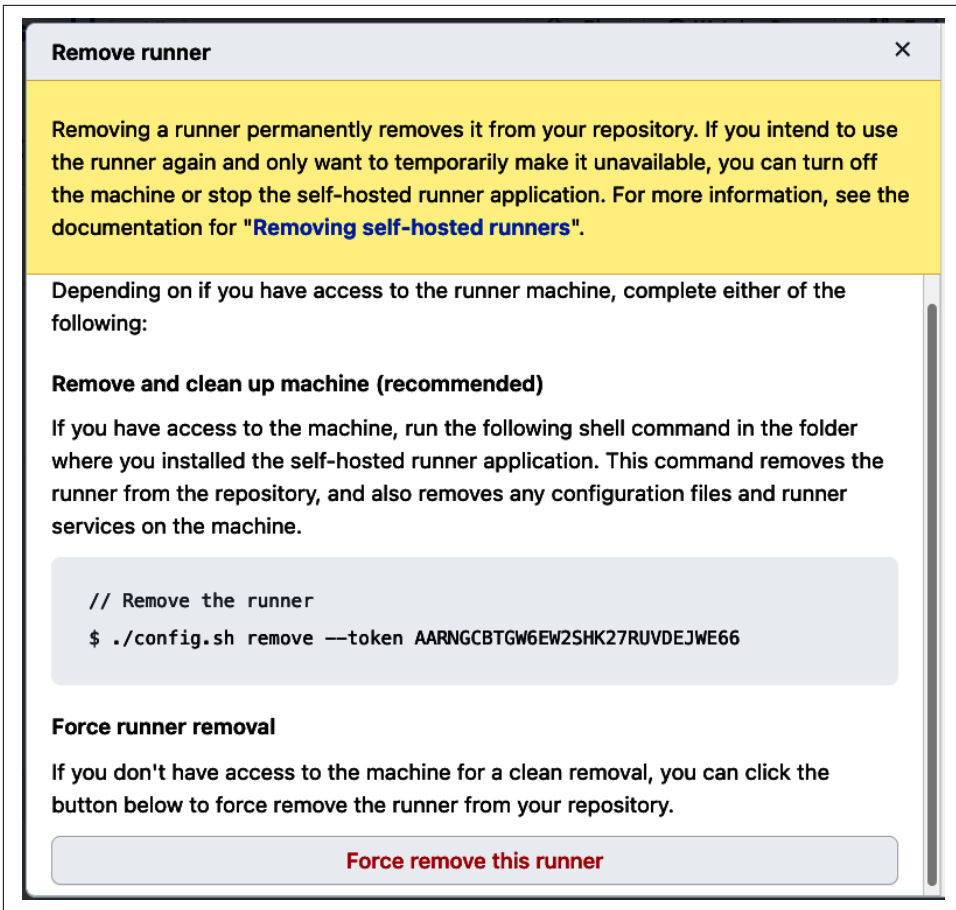 Remove runner
Removing a runner permanently removes it from your repository. If you intend to use
the runner again and only want to temporarily make it unavailable, you can turn off
the machine or stop the self-hosted runner application. For more information, see the
documentation for "Removing self-hosted runners".
Depending on if you have access to the runner machine, complete either of the
following:
Remove and clean up machine (recommended)
If you have access to the machine, run the following shell command in the folder
where you installed the self-hosted runner application. This command removes the
runner from the repository, and also removes any configuration files and runner
services on the machine.
// Remove the runner
$ ./config.sh remove --token AARNGCBTGW6EW2SHK27RUVDEJWE66
Force runner removal
If you don't have access to the machine for a clean removal, you can click the
button below to force remove the runner from your repository.
Force remove this runner